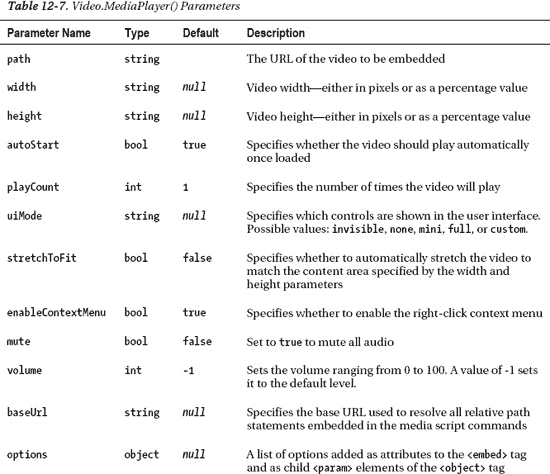 Table 12-7. Video.MediaPlayer() Parameters
Parameter Name Type Default Description
path string The URL of the video to be embedded
width string null Video width—either in pixels or as a percentage value
height string null Video height—either in pixels or as a percentage value
autoStart bool true Specifies whether the video should play automatically
once loaded
playCount int 1 Specifies the number of times the video will play
uiMode string null Specifies which controls are shown in the user interface.
Possible values: invisible, none, mini, full, or custom.
stretchToFit bool false Specifies whether to automatically stretch the video to
match the content area specified by the width and
height parameters
enableContextMenu bool true Specifies whether to enable the right-click context menu
mute bool false Set to true to mute all audio
volume int -1 Sets the volume ranging from 0 to 100. A value of -1 sets
it to the default level.
baseUrl string null Specifies the base URL used to resolve all relative path
statements embedded in the media script commands
options object null A list of options added as attributes to the <embed> tag
and as child <param> elements of the <object> tag